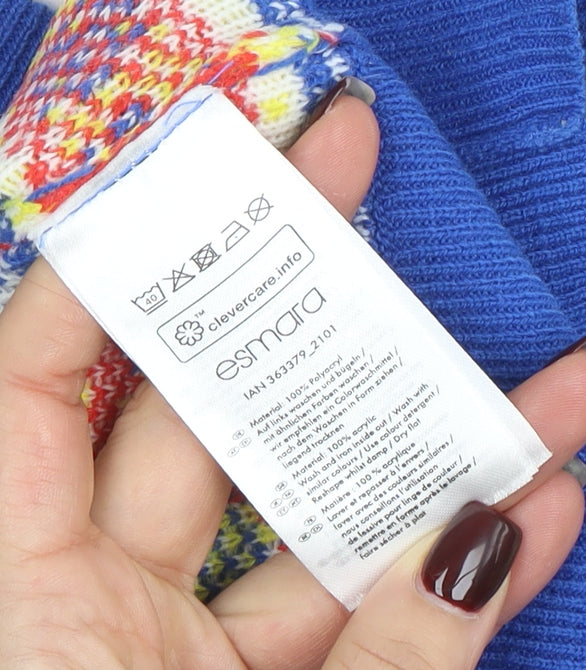 40
TM
clevercare.info
esmara
IAN 363379_2101
Material: 100% Polyacryl
Auf links waschen und bügeln /
mit ähnlichen Farben waschen /
wir empfehlen ein Colorwaschmittel /
nach dem Waschen in Form ziehen /
liegend trocknen
Material: 100% acrylic
Wash and iron inside out / Wash with
similar colours / Use colour detergent /
Reshape whilst damp / Dry flat
Matière: 100 % acrylique
Laver et repasser à l'envers /
laver avec des couleurs similaires /
nous conseillons l'utilisation
de lessive pour linge de couleur /
remettre en forme après le lavage /
faire sécher à plat